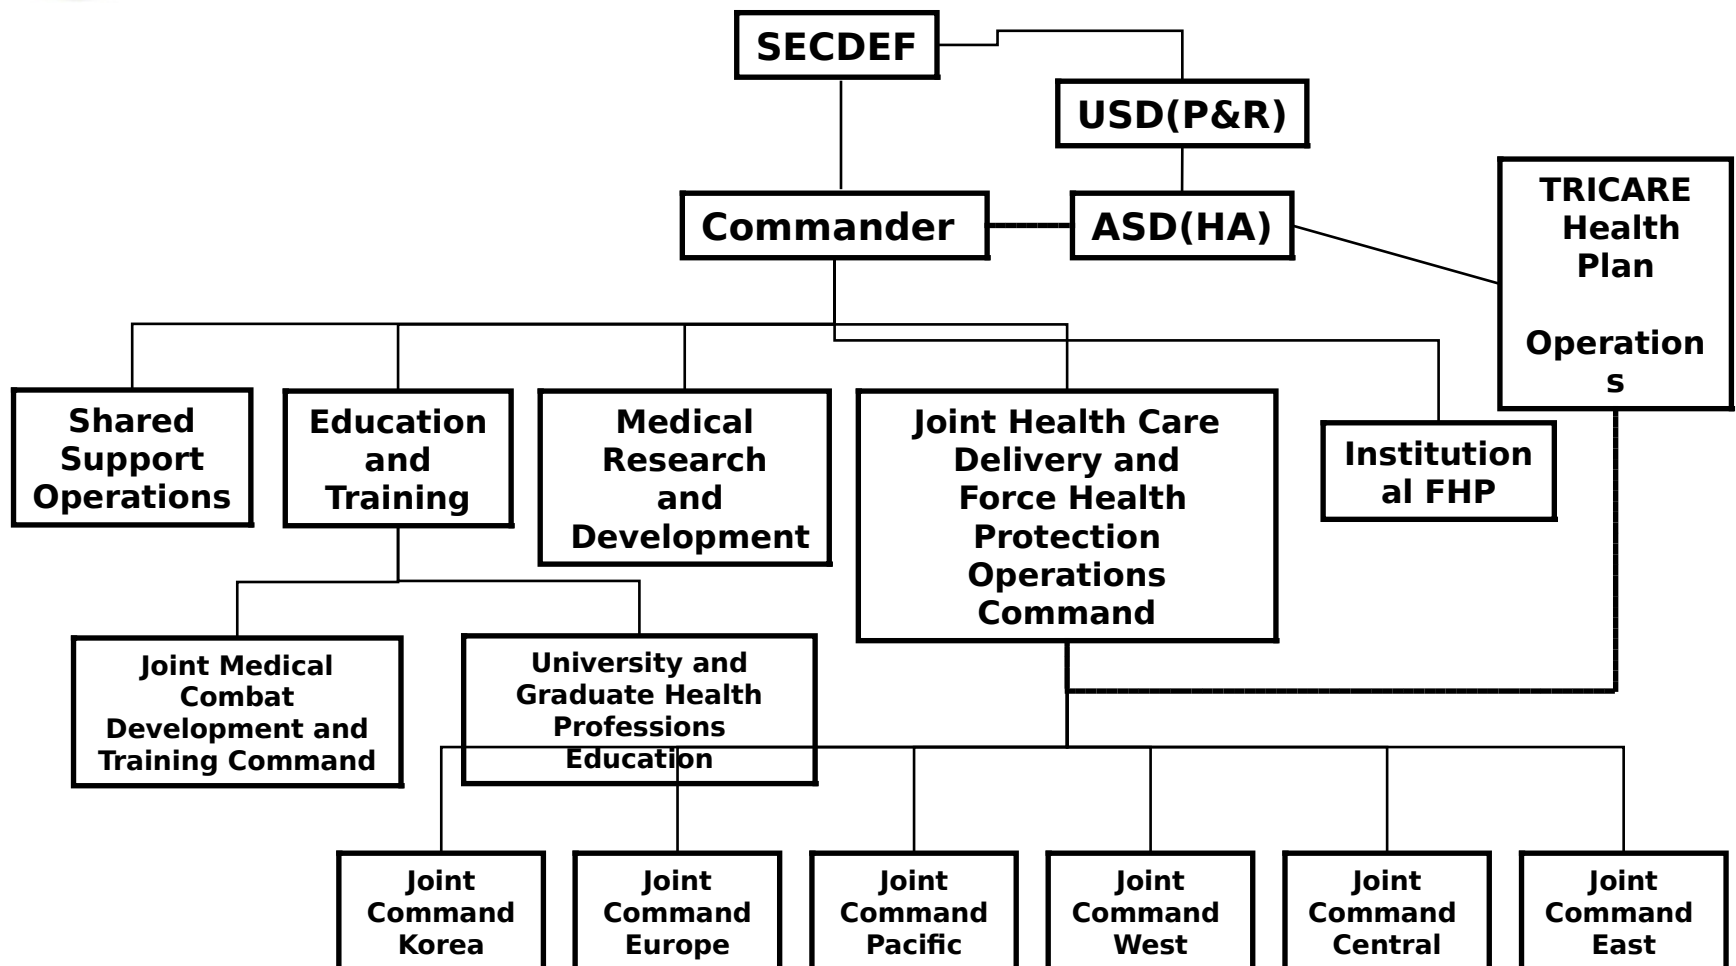 SECDEF
USD(P&R)
Commander
ASD(HA)
TRICARE
Health
Plan
Operation
s
Shared
Support
Operations
Education
and
Training
Medical
Research
and
Development
Joint Health Care
Delivery and
Force Health
Protection
Operations
Command
Institution
al FHP
Joint Medical
Combat
Development and
Training Command
University and
Graduate Health
Professions
Education
Joint
Command
Korea
Joint
Command
Europe
Joint
Command
Pacific
Joint
Command
West
Joint
Command
Central
Joint
Command
East